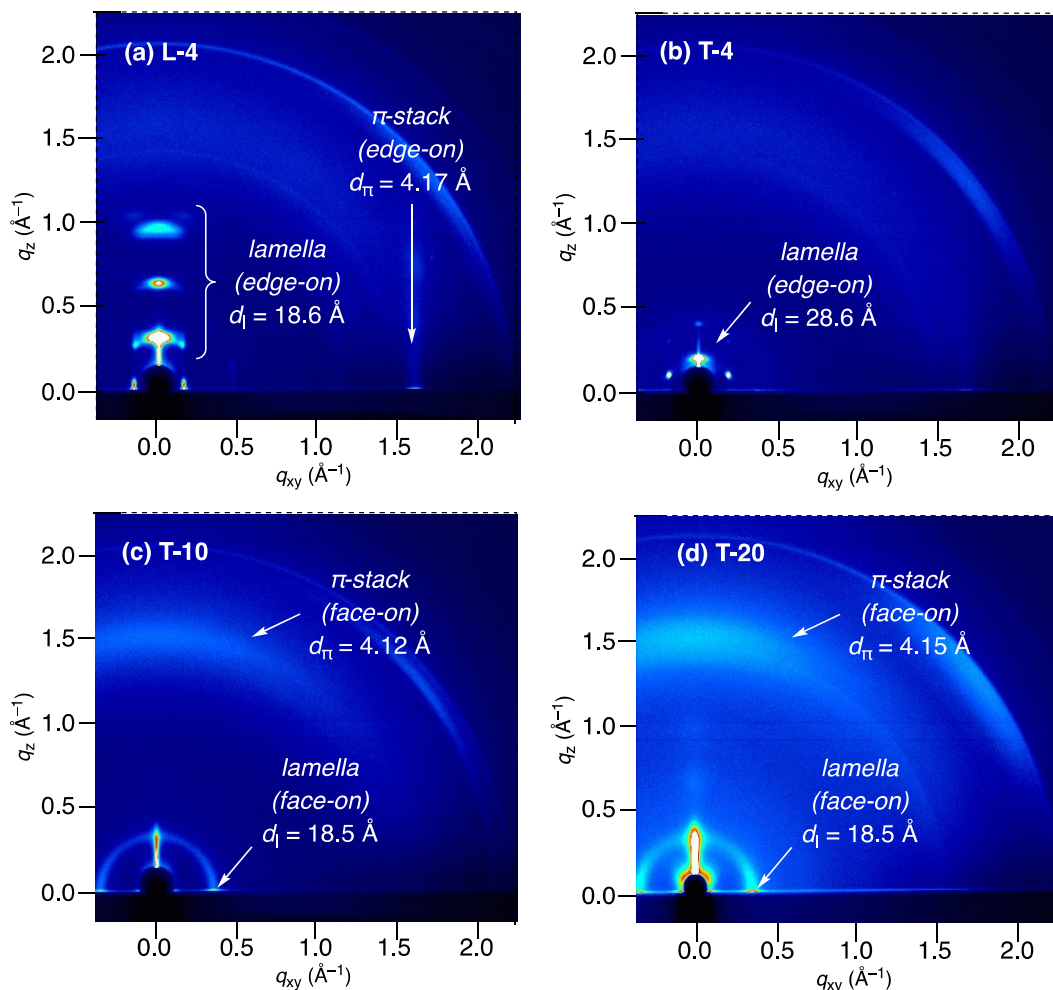 (a) L-4
π-stack
(edge-on)
dπ = 4.17 Å
lamella
(edge-on)
dl = 18.6 Å
2.0
1.5
1.0
0.5
0.0
qz (Å–1)
0.0 0.5 1.0 1.5 2.0
qxy (Å–1)
(b) T-4
lamella
(edge-on)
dl = 28.6 Å
2.0
1.5
1.0
0.5
0.0
qz (Å–1)
0.0 0.5 1.0 1.5 2.0
qxy (Å–1)
(c) T-10
π-stack
(face-on)
dπ = 4.12 Å
lamella
(face-on)
dl = 18.5 Å
2.0
1.5
1.0
0.5
0.0
qz (Å–1)
0.0 0.5 1.0 1.5 2.0
qxy (Å–1)
(d) T-20
π-stack
(face-on)
dπ = 4.15 Å
lamella
(face-on)
dl = 18.5 Å
2.0
1.5
1.0
0.5
0.0
qz (Å–1)
0.0 0.5 1.0 1.5 2.0
qxy (Å–1)